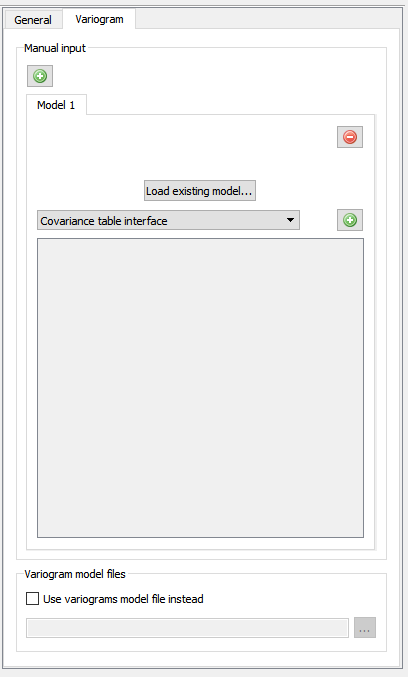 General
Variogram
Manual input
Model 1
Load existing model...
Covariance table interface
Variogram model files
Use variograms model file instead
...